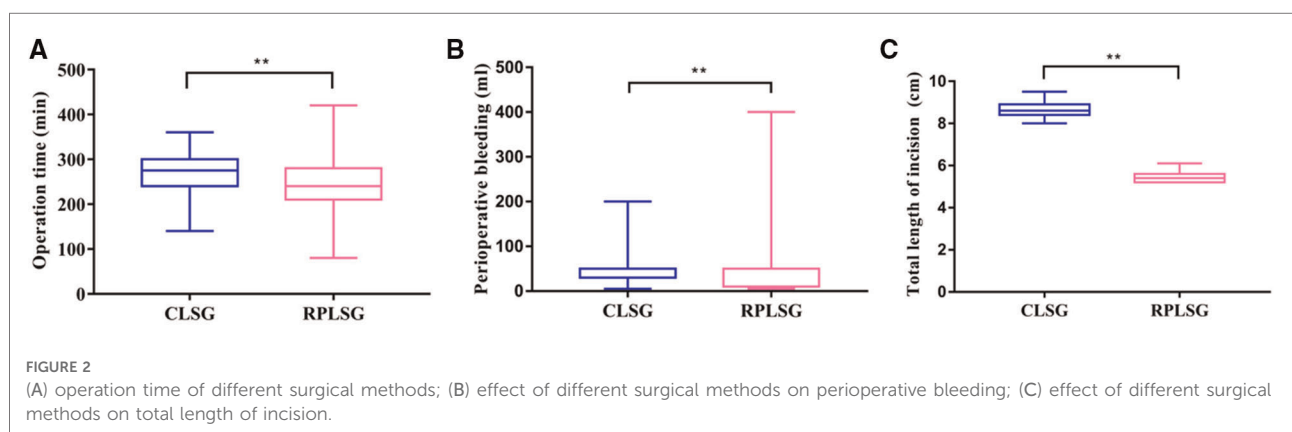 A
**
Operation time (min)
500
400
300
200
100
0
CLSG RPLSG
B
**
Perioperative bleeding (ml)
500
400
300
200
100
0
CLSG RPLSG
C
**
Total length of incision (cm)
10
8
6
4
2
0
CLSG RPLSG
FIGURE 2
(A) operation time of different surgical methods; (B) effect of different surgical methods on perioperative bleeding; (C) effect of different surgical
methods on total length of incision.